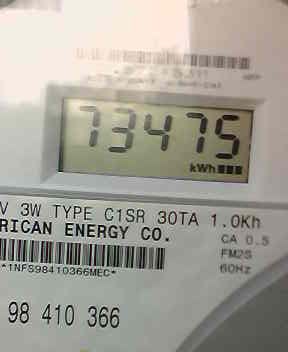 73475
kWh
V 3W TYPE C1SR 30TA 1.0Kh
RICAN ENERGY CO.
CA 0.5
FM2S
60Hz
*1NFS98410366MEC*
98 410 366